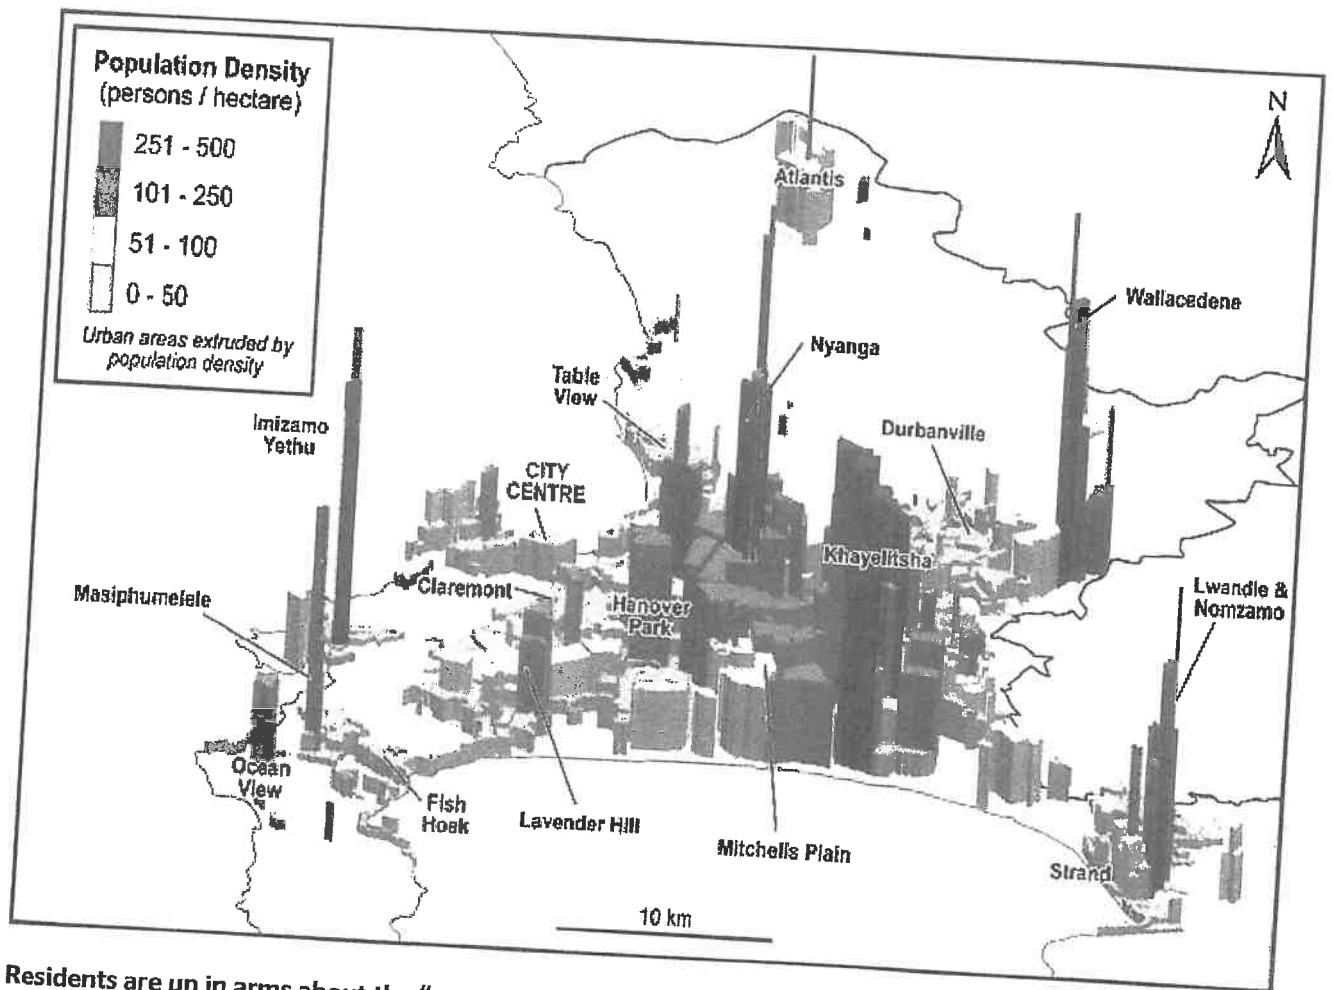 Population Density
(persons / hectare)
251 - 500
101 - 250
51 - 100
0 - 50
Urban areas extruded by
population density
N
Atlantis
Wallacedene
Nyanga
Table
View
Durbanville
Imizamo
Yethu
CITY
CENTRE
Khayelitsha
Claremont
Masiphumelele
Hanover
Park
Lwandle &
Nomzamo
Ocean
View
Fish
Hoek
Lavender Hill
Mitchells Plain
Strand
10 km
Residents are up in arms about the "